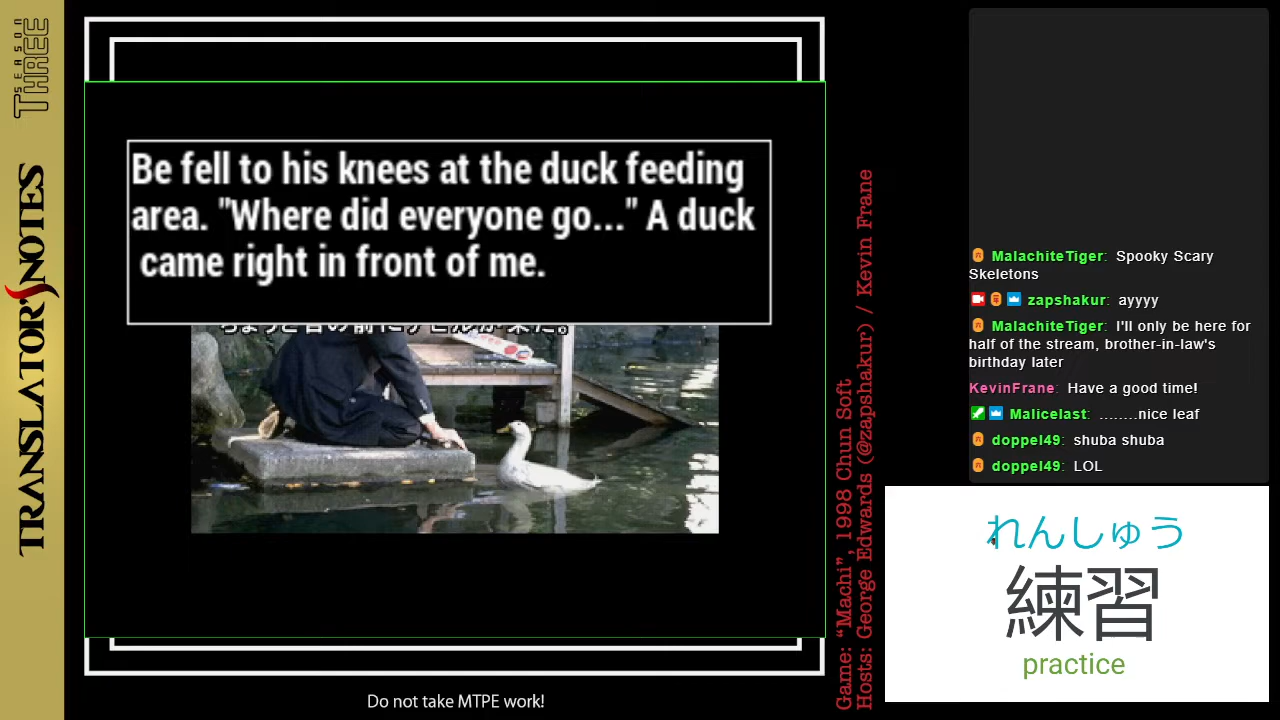 SEASON
THREE
TRANSLATOR'S NOTES
Be fell to his knees at the duck feeding
area. "Where did everyone go..." A duck
came right in front of me.
Do not take MTPE work!
Game: “Machi”, 1998 Chun Soft
Hosts: George Edwards (@zapshakur) / Kevin Frane
MalachiteTiger: Spooky Scary
Skeletons
zapshakur: ayyyy
MalachiteTiger: I'll only be here for
half of the stream, brother-in-law's
birthday later
KevinFrane: Have a good time!
Malicelast: ........nice leaf
doppel49: shuba shuba
doppel49: LOL
れんしゅう
練習
practice